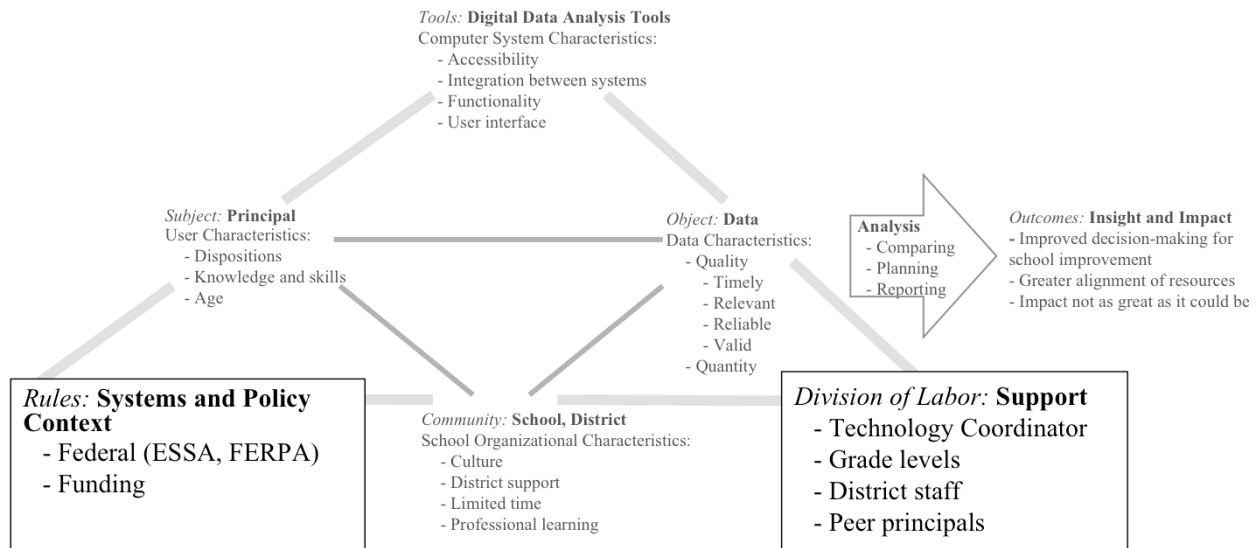 Tools: Digital Data Analysis Tools
Computer System Characteristics:
- Accessibility
- Integration between systems
- Functionality
- User interface
Subject: Principal
User Characteristics:
- Dispositions
- Knowledge and skills
- Age
Object: Data
Data Characteristics:
- Quality
- Timely
- Relevant
- Reliable
- Valid
- Quantity
Analysis
- Comparing
- Planning
- Reporting
Outcomes: Insight and Impact
- Improved decision-making for
school improvement
- Greater alignment of resources
- Impact not as great as it could be
Rules: Systems and Policy
Context
- Federal (ESSA, FERPA)
- Funding
Community: School, District
School Organizational Characteristics:
- Culture
- District support
- Limited time
- Professional learning
Division of Labor: Support
- Technology Coordinator
- Grade levels
- District staff
- Peer principals